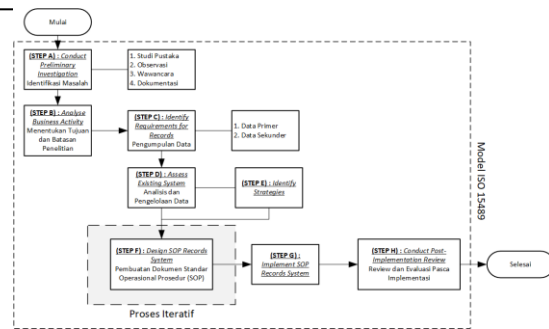 Mulai
(STEP A) : Conduct
Preliminary
Investigation
Identifikasi Masalah
1. Studi Pustaka
2. Observasi
3. Wawancara
4. Dokumentasi
(STEP B) : Analyse
Business Activity
Menentukan Tujuan
dan Batasan
Penelitian
(STEP C) : Identify
Requirements for
Records
Pengumpulan Data
1. Data Primer
2. Data Sekunder
(STEP D) : Assess
Existing System
Analisis dan
Pengelolaan Data
(STEP E) : Identify
Strategies
(STEP F) : Design SOP Records
System
Pembuatan Dokumen Standar
Operasional Prosedur (SOP)
Proses Iteratif
(STEP G) :
Implement SOP
Records System
(STEP H) : Conduct Post-
Implementation Review
Review dan Evaluasi Pasca
Implementasi
Selesai
Model ISO 15489